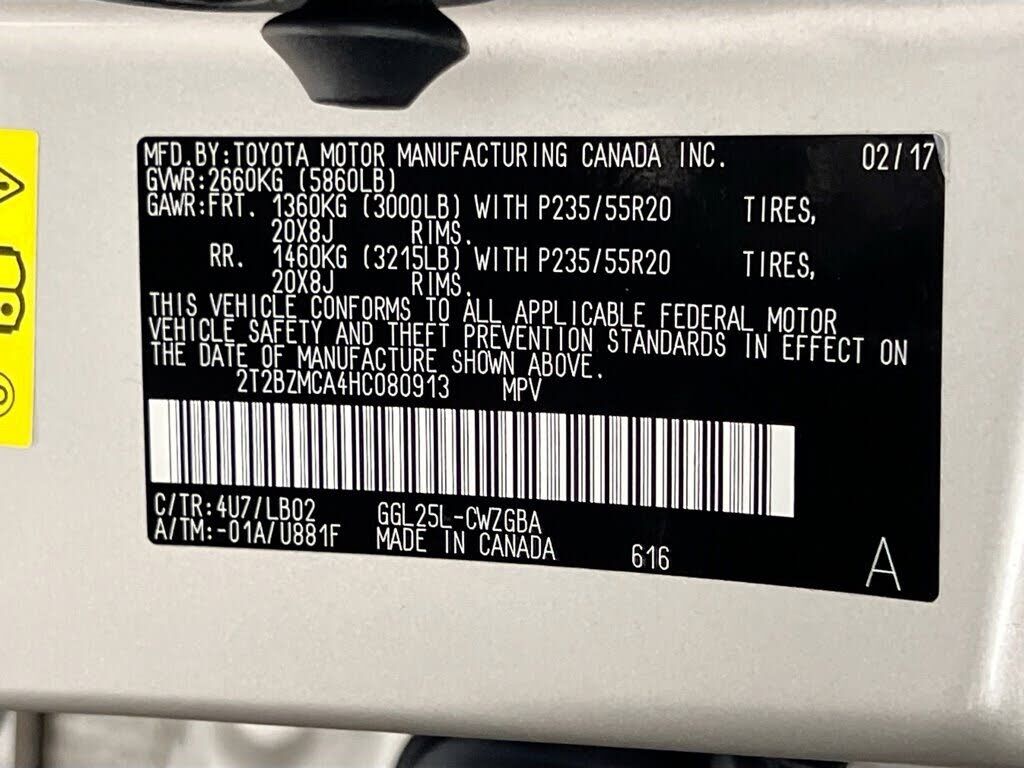 MFD.BY:TOYOTA MOTOR MANUFACTURING CANADA INC. 02/17
GVWR:2660KG (5860LB)
GAWR:FRT. 1360KG (3000LB) WITH P235/55R20 TIRES,
20X8J RIMS.
RR. 1460KG (3215LB) WITH P235/55R20 TIRES,
20X8J RIMS.
THIS VEHICLE CONFORMS TO ALL APPLICABLE FEDERAL MOTOR
VEHICLE SAFETY AND THEFT PREVENTION STANDARDS IN EFFECT ON
THE DATE OF MANUFACTURE SHOWN ABOVE.
2T2BZMCA4HC080913 MPV
C/TR:4U7/LB02 GGL25L-CWZGBA
A/TM:-01A/U881F MADE IN CANADA 616
A